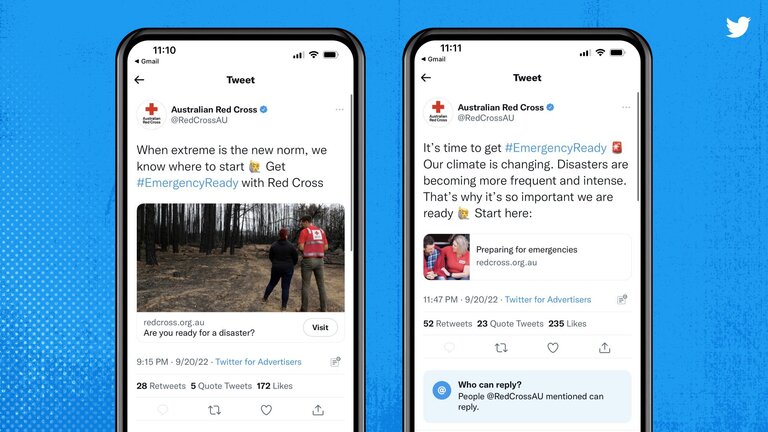 11:10
Gmail
Tweet
Australian
Red Cross
Australian Red Cross
@RedCrossAU
When extreme is the new norm, we
know where to start 🙋 Get
#EmergencyReady with Red Cross
redcross.org.au
Are you ready for a disaster?
Visit
9:15 PM · 9/20/22 · Twitter for Advertisers
28 Retweets 5 Quote Tweets 172 Likes
11:11
Gmail
Tweet
Australian
Red Cross
Australian Red Cross
@RedCrossAU
It's time to get #EmergencyReady 🚨
Our climate is changing. Disasters are
becoming more frequent and intense.
That's why it's so important we are
ready 🙋 Start here:
Preparing for emergencies
redcross.org.au
11:47 PM · 9/20/22 · Twitter for Advertisers
52 Retweets 23 Quote Tweets 235 Likes
@
Who can reply?
People @RedCrossAU mentioned can
reply.